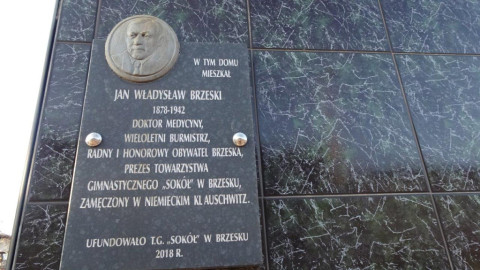 W TYM DOMU
MIESZKAŁ
JAN WŁADYSŁAW BRZESKI
1878-1942
DOKTOR MEDYCYNY,
WIELOLETNI BURMISTRZ,
RADNY I HONOROWY OBYWATEL BRZESKA,
PREZES TOWARZYSTWA
GIMNASTYCZNEGO „SOKÓŁ” W BRZESKU,
ZAMĘCZONY W NIEMIECKIM KL AUSCHWITZ.
UFUNDOWAŁO T.G. „SOKÓŁ” W BRZESKU
2018 R.